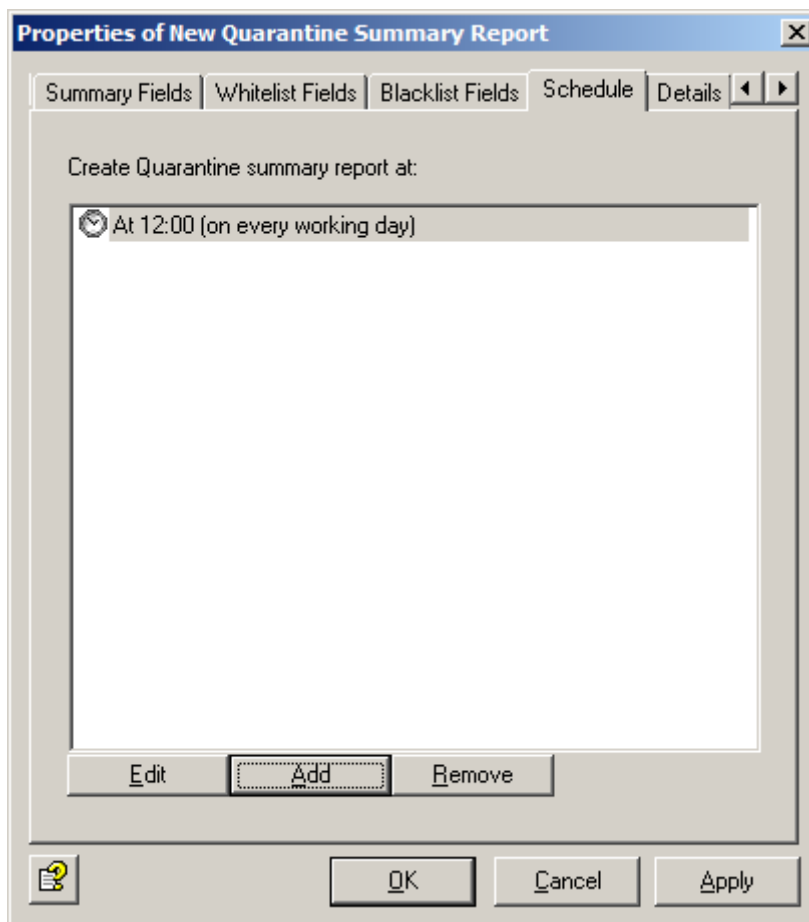 Properties of New Quarantine Summary Report
Summary Fields Whitelist Fields Blacklist Fields Schedule Details
Create Quarantine summary report at:
At 12:00 (on every working day)
Edit Add Remove
OK Cancel Apply